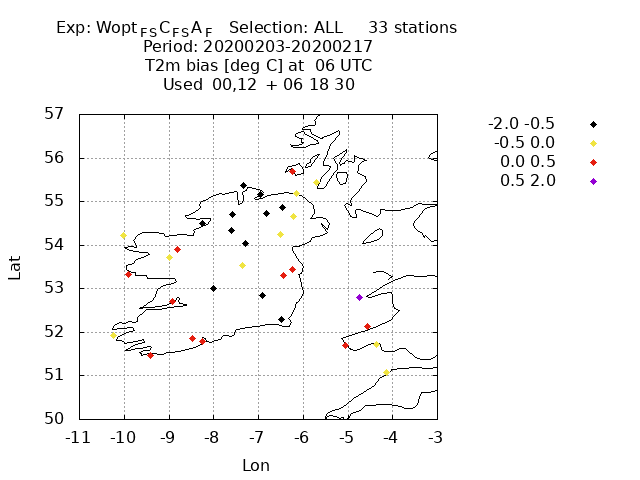 Exp: Wopt FS C FS A F Selection: ALL 33 stations
Period: 20200203-20200217
T2m bias [deg C] at 06 UTC
Used 00,12 + 06 18 30
57
56
55
54
53
52
51
50
Lat
-11 -10 -9 -8 -7 -6 -5 -4 -3
Lon
-2.0 -0.5
-0.5 0.0
0.0 0.5
0.5 2.0